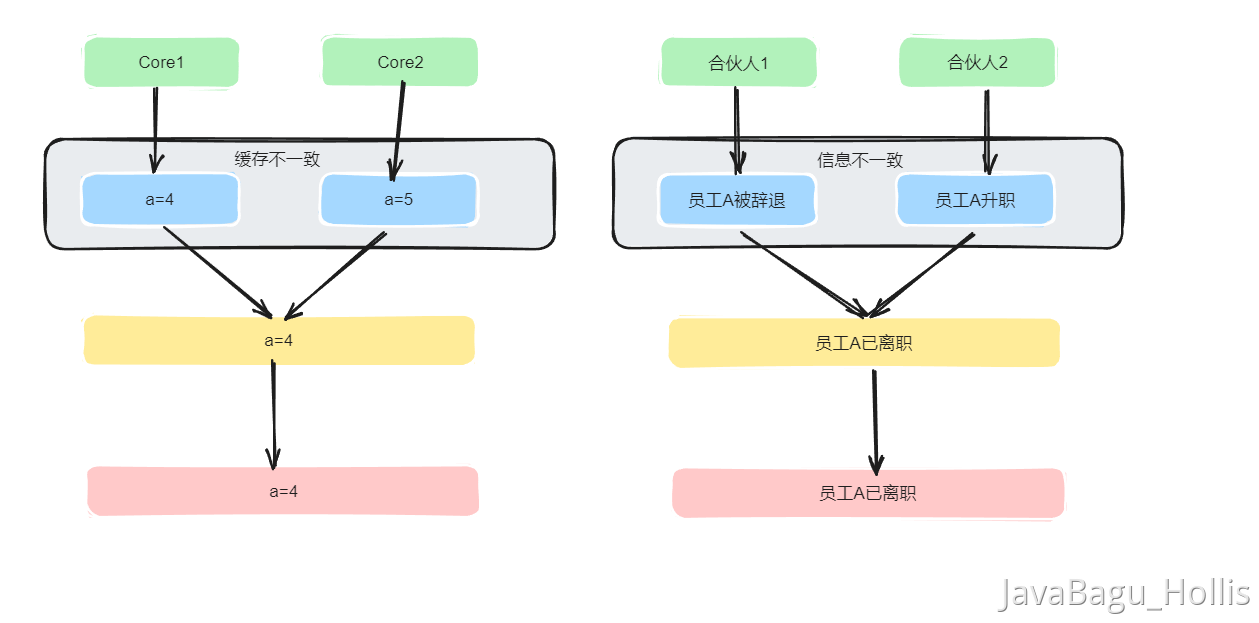 Core1
Core2
缓存不一致
a=4
a=5
a=4
a=4
合伙人1
合伙人2
信息不一致
员工A被辞退
员工A升职
员工A已离职
员工A已离职
JavaBagu_Hollis